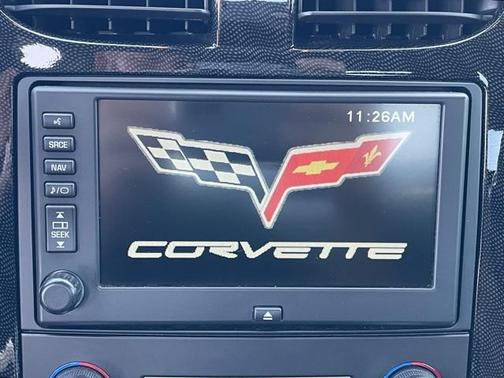 11:26AM
SRCE
NAV
SEEK
CORVETTE